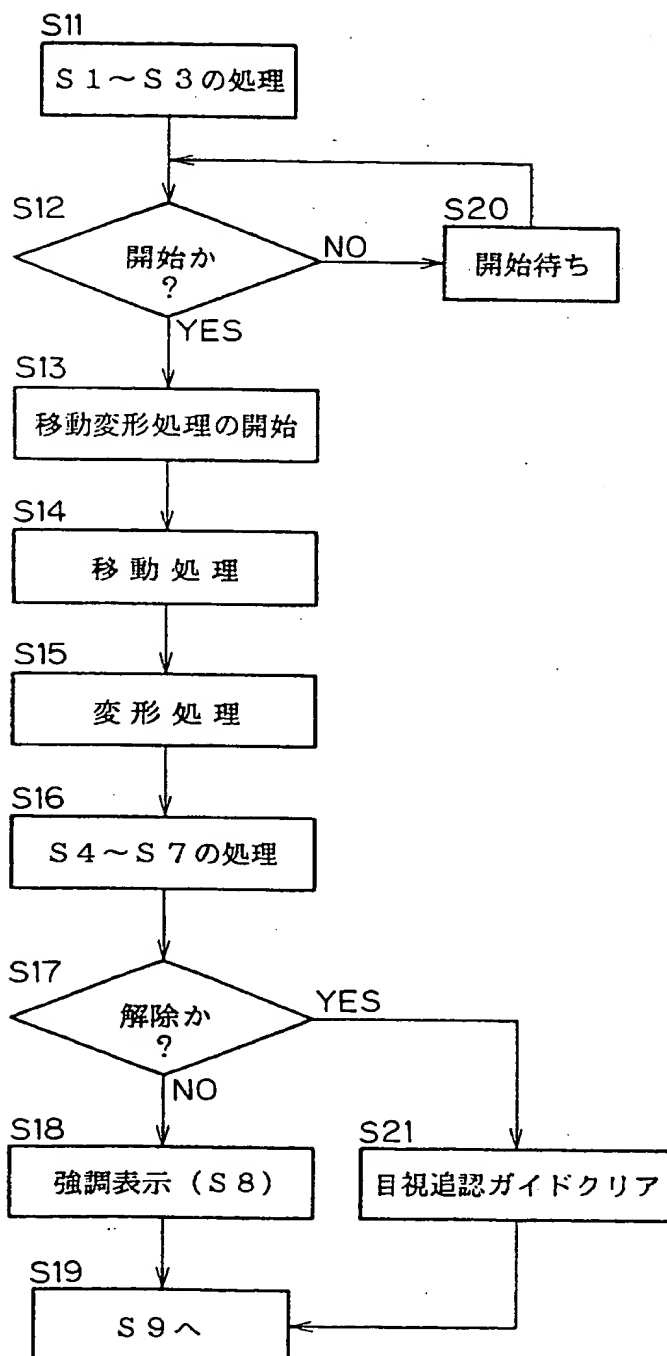 S11
S1～S3の処理
S12
開始か
?
NO
YES
S20
開始待ち
S13
移動変形処理の開始
S14
移動処理
S15
変形処理
S16
S4～S7の処理
S17
解除か
?
YES
NO
S18
強調表示(S8)
S21
目視追認ガイドクリア
S19
S9へ